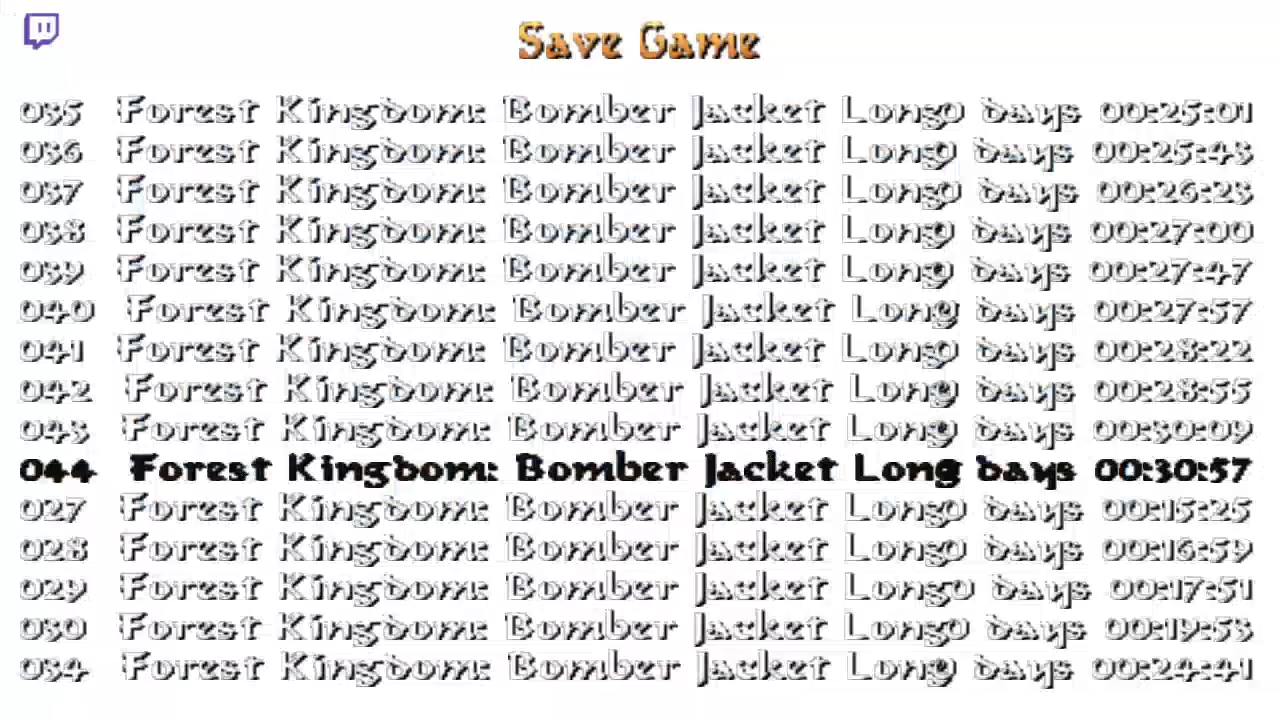 Save Game
035 Forest Kingdom: Bomber Jacket Long0 days 00:25:01
036 Forest Kingdom: Bomber Jacket Long days 00:25:43
037 Forest Kingdom: Bomber Jacket Long0 days 00:26:23
038 Forest Kingdom: Bomber Jacket Long days 00:27:00
039 Forest Kingdom: Bomber Jacket Long days 00:27:47
040 Forest Kingdom: Bomber Jacket Long days 00:27:57
041 Forest Kingdom: Bomber Jacket Long days 00:28:22
042 Forest Kingdom: Bomber Jacket Long days 00:28:55
043 Forest Kingdom: Bomber Jacket Long days 00:30:09
044 Forest Kingdom: Bomber Jacket Long days 00:30:57
027 Forest Kingdom: Bomber Jacket Long0 days 00:15:25
028 Forest Kingdom: Bomber Jacket Long0 days 00:16:59
029 Forest Kingdom: Bomber Jacket Long0 days 00:17:51
030 Forest Kingdom: Bomber Jacket Long0 days 00:19:53
034 Forest Kingdom: Bomber Jacket Long days 00:24:41